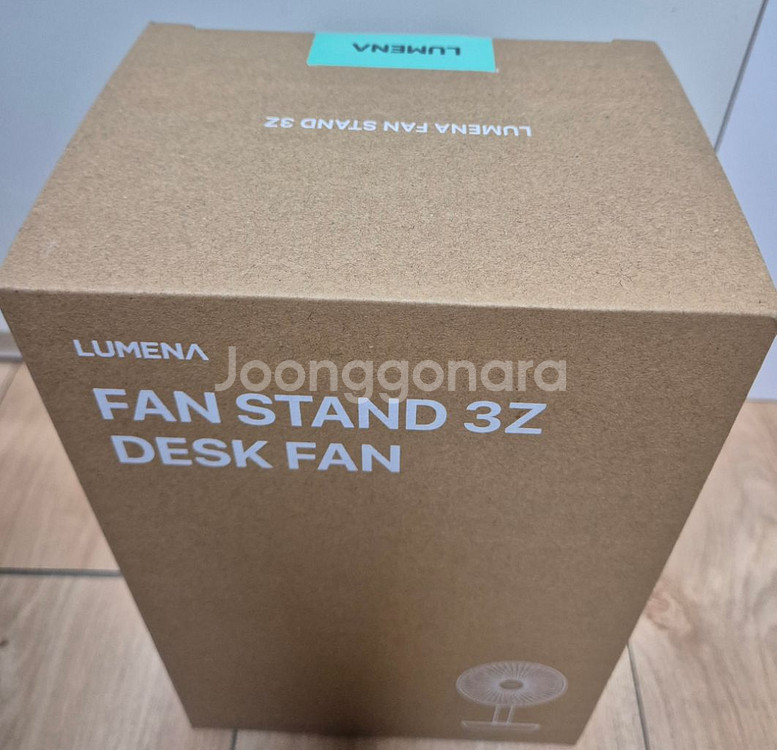 LUMENA
LUMENA FAN STAND 3Z
LUMENA
Joonggonara
FAN STAND 3Z
DESK FAN